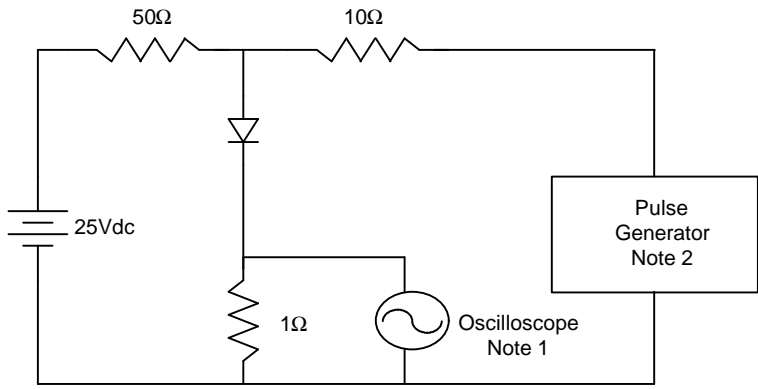 50Ω
10Ω
25Vdc
Pulse
Generator
Note 2
1Ω
Oscilloscope
Note 1